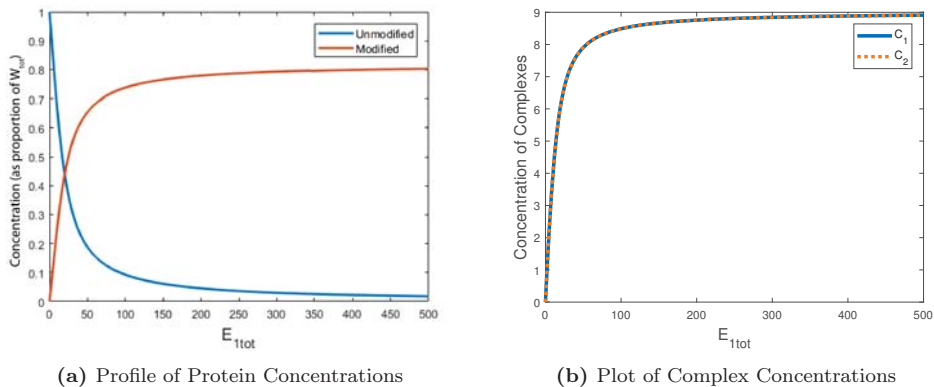 1
0.9
0.8
0.7
0.6
0.5
0.4
0.3
0.2
0.1
0
0 50 100 150 200 250 300 350 400 450 500
Concentration (as proportion of W_tot)
E_1tot
Unmodified
Modified
(a) Profile of Protein Concentrations
9
8
7
6
5
4
3
2
1
0
0 100 200 300 400 500
Concentration of Complexes
E_1tot
C_1
C_2
(b) Plot of Complex Concentrations